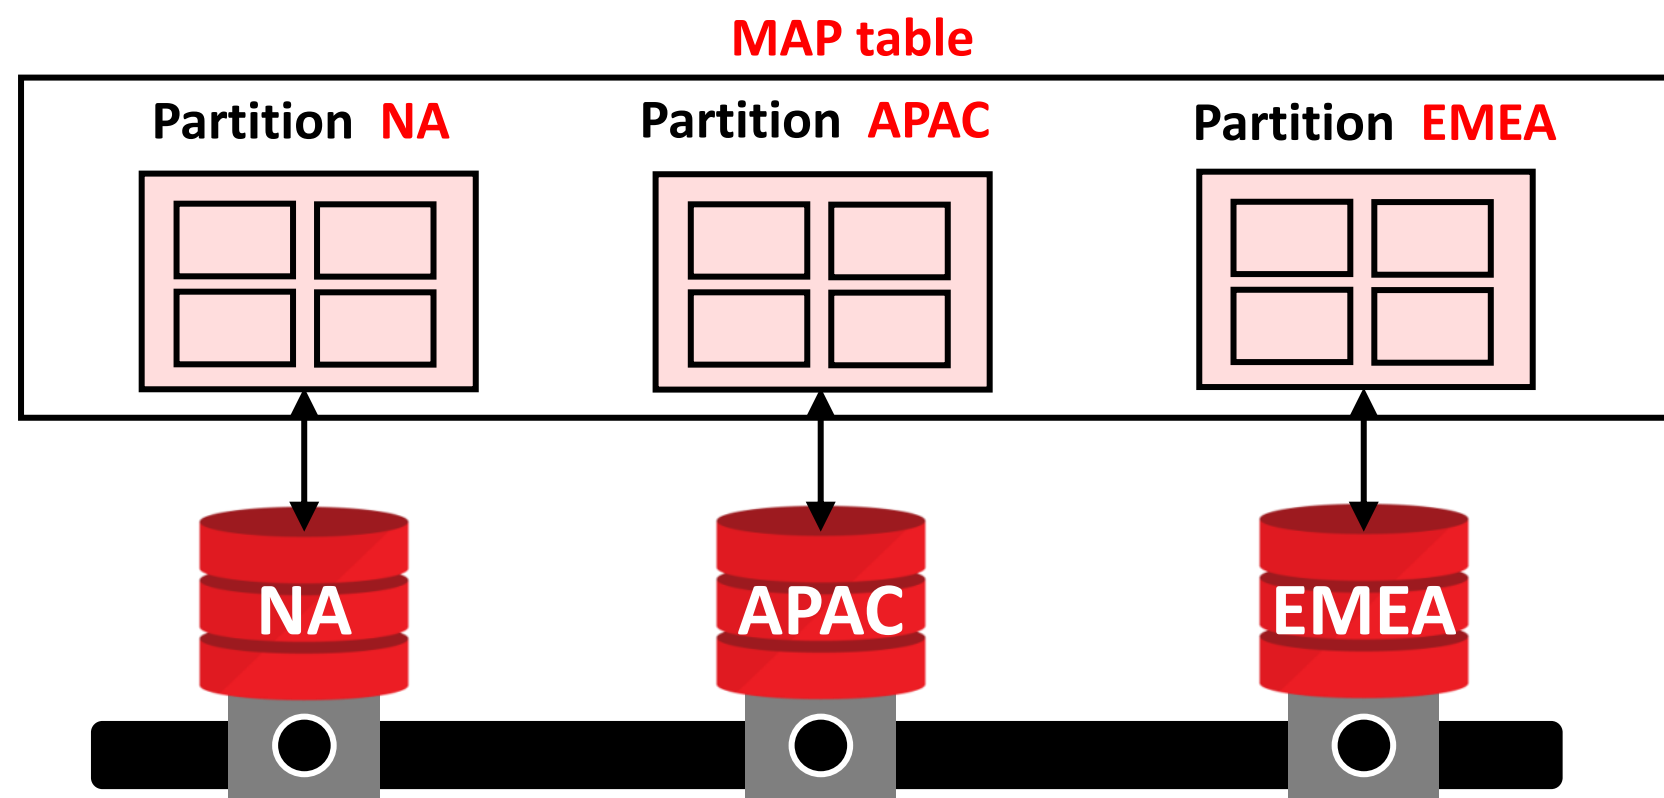 MAP table
Partition NA
Partition APAC
Partition EMEA
NA
APAC
EMEA